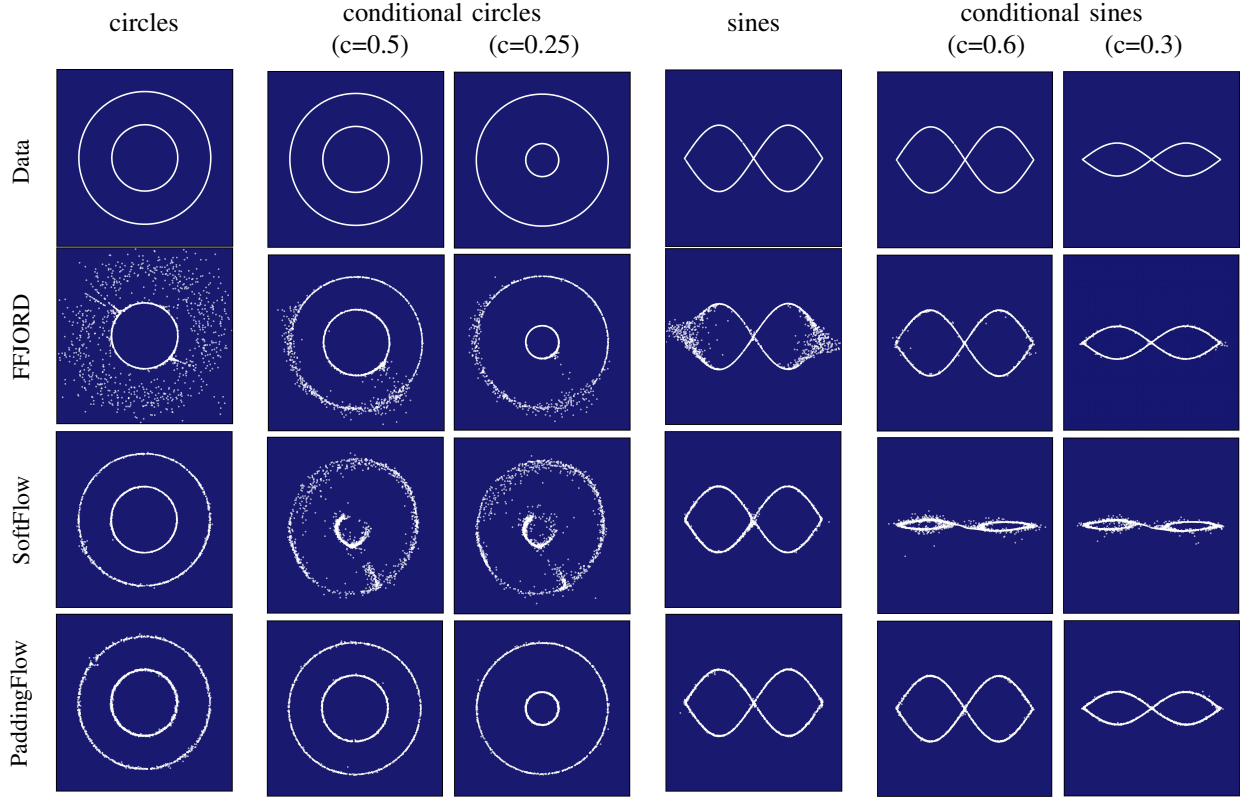 circles
conditional circles
(c=0.5) (c=0.25)
sines
conditional sines
(c=0.6) (c=0.3)
Data
FFJORD
SoftFlow
PaddingFlow